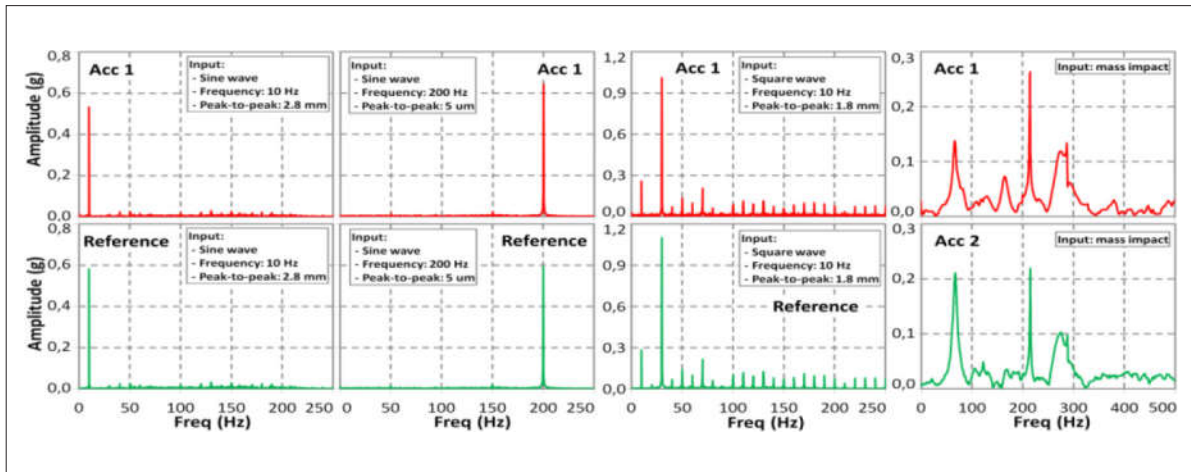 Amplitude (g)
0,8
0,6
0,4
0,2
0,0
Acc 1
Input:
- Sine wave
- Frequency: 10 Hz
- Peak-to-peak: 2.8 mm
Input:
- Sine wave
- Frequency: 200 Hz
- Peak-to-peak: 5 um
Acc 1
1,2
0,9
0,6
0,3
0,0
Acc 1
Input:
- Square wave
- Frequency: 10 Hz
- Peak-to-peak: 1.8 mm
0,3
0,2
0,1
0,0
Acc 1
Input: mass impact
Amplitude (g)
0,8
0,6
0,4
0,2
0,0
Reference
Input:
- Sine wave
- Frequency: 10 Hz
- Peak-to-peak: 2.8 mm
Input:
- Sine wave
- Frequency: 200 Hz
- Peak-to-peak: 5 um
Reference
1,2
0,9
0,6
0,3
0,0
Input:
- Square wave
- Frequency: 10 Hz
- Peak-to-peak: 1.8 mm
Reference
0,3
0,2
0,1
0,0
Acc 2
Input: mass impact
0 50 100 150 200 250
Freq (Hz)
0 50 100 150 200 250
Freq (Hz)
0 50 100 150 200 250
Freq (Hz)
0 100 200 300 400 500
Freq (Hz)